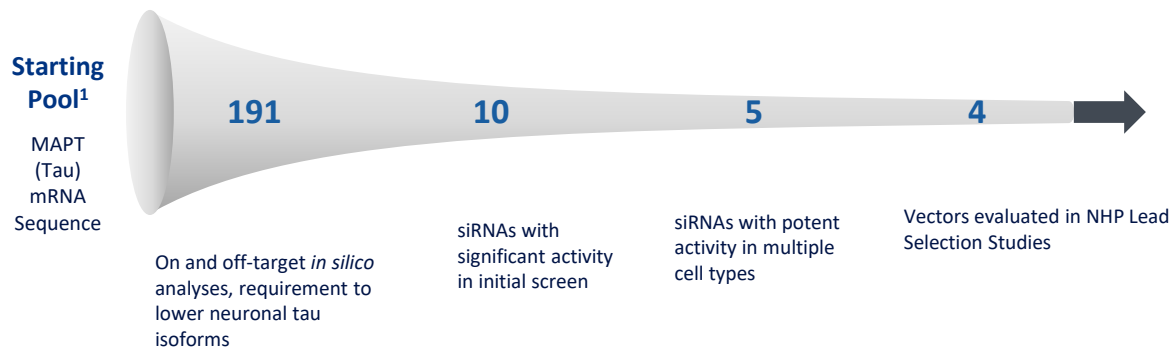 Starting
Pool¹
MAPT
(Tau)
mRNA
Sequence
191
10
5
4
On and off-target in silico
analyses, requirement to
lower neuronal tau
isoforms
siRNAs with
significant activity
in initial screen
siRNAs with potent
activity in multiple
cell types
Vectors evaluated in NHP Lead
Selection Studies